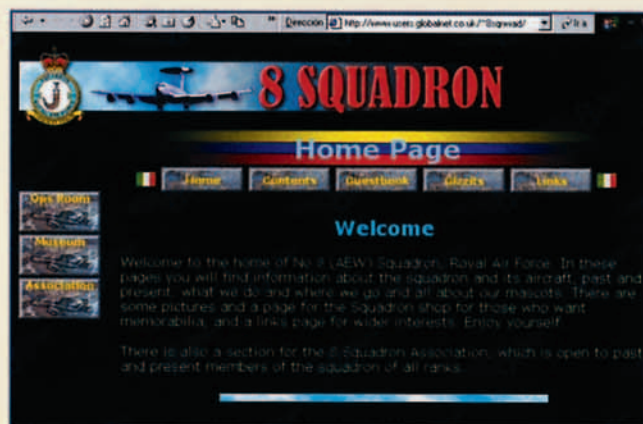 Dirección http://www.users.globalnet.co.uk/~8sqnwad/ Ir a
8 SQUADRON
Home Page
Home Contents Guestbook Gizzits Links
Ops Room
Museum
Association
Welcome
Welcome to the home of No 8 (AEW) Squadron, Royal Air Force. In these
pages you will find information about the squadron and its aircraft, past and
present, what we do and where we go and all about our mascots. There are
some pictures and a page for the Squadron shop for those who want
memorabilia, and a links page for wider interests. Enjoy yourself.
There is also a section for the 8 Squadron Association, which is open to past
and present members of the squadron of all ranks.